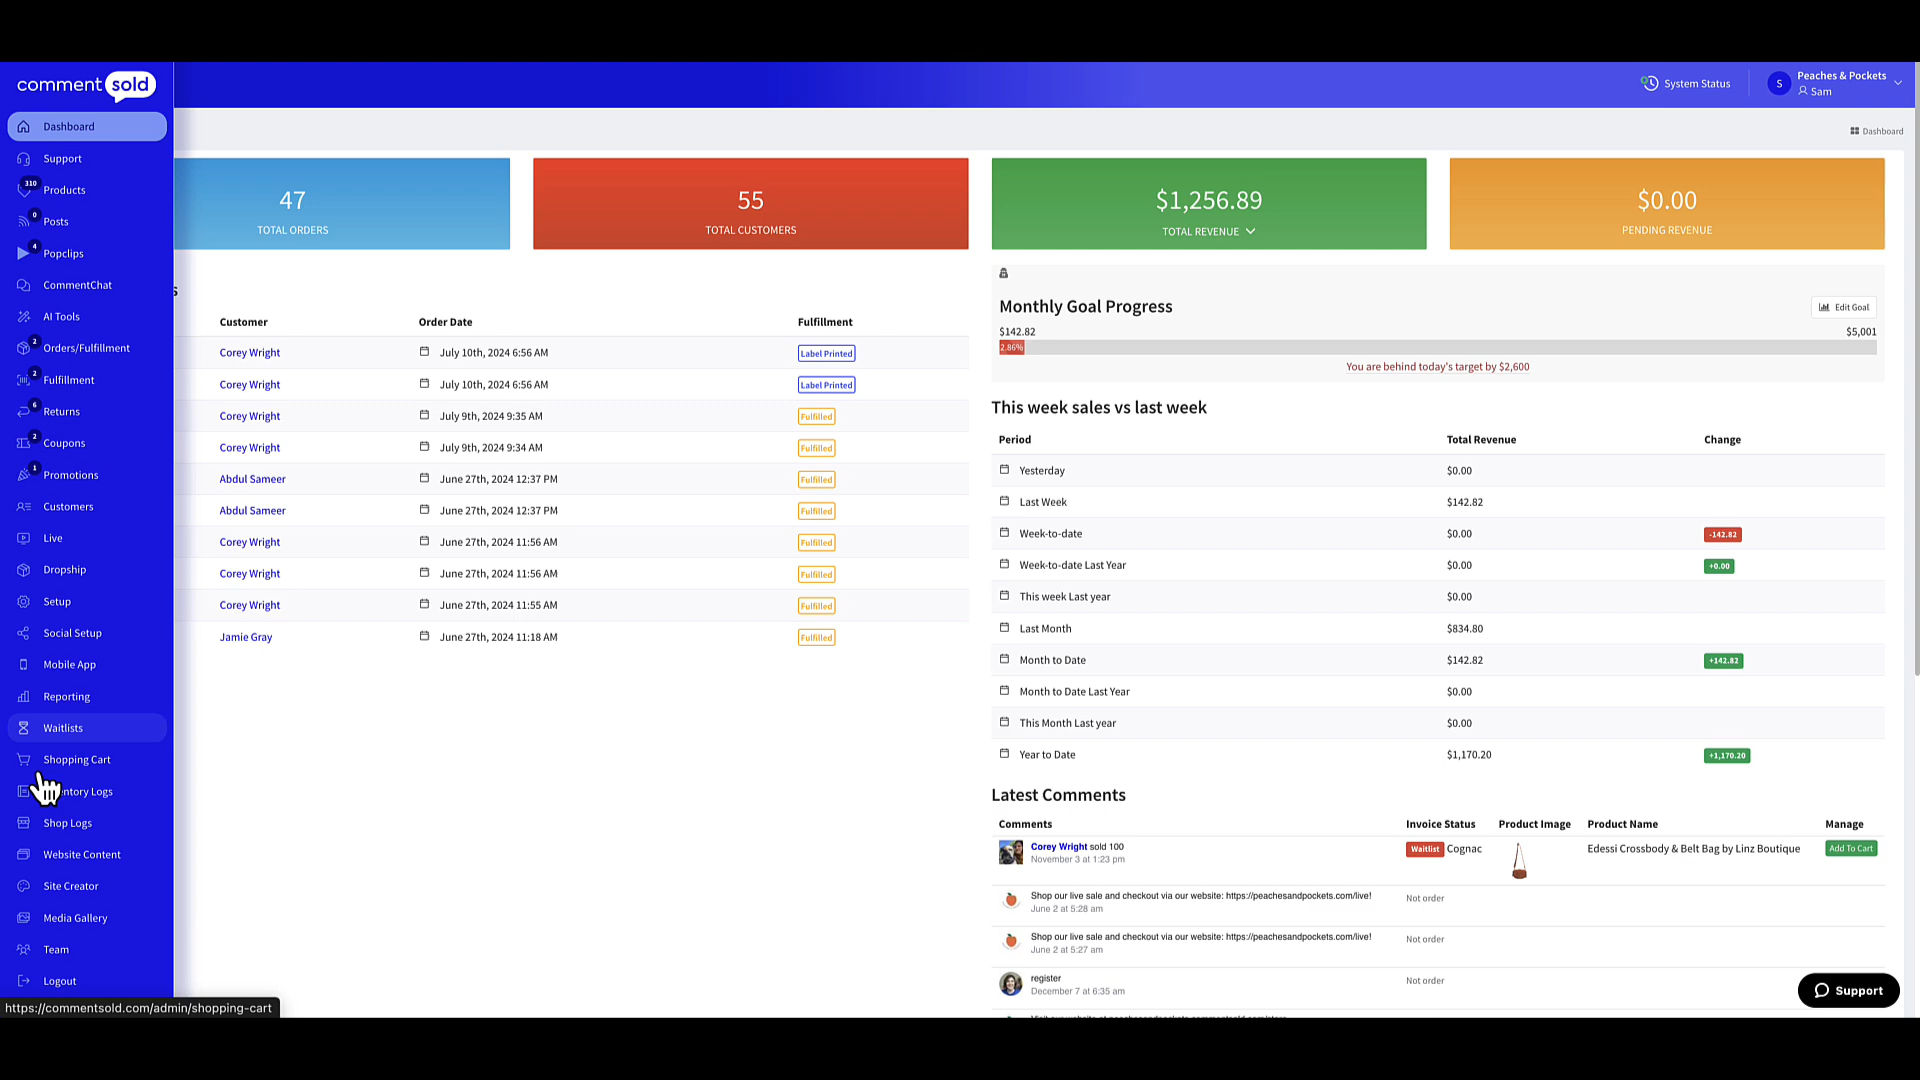 comment sold
System Status
S
Peaches & Pockets
Sam
Dashboard
Dashboard
Support
310
Products
0
Posts
4
Popclips
CommentChat
AI Tools
2
Orders/Fulfillment
2
Fulfillment
6
Returns
2
Coupons
1
Promotions
Customers
Live
Dropship
Setup
Social Setup
Mobile App
Reporting
Waitlists
Shopping Cart
entory Logs
Shop Logs
Website Content
Site Creator
Media Gallery
Team
Logout
https://commentsold.com/admin/shopping-cart
47
TOTAL ORDERS
55
TOTAL CUSTOMERS
$1,256.89
TOTAL REVENUE
$0.00
PENDING REVENUE
s
Customer Order Date Fulfillment
Corey Wright July 10th, 2024 6:56 AM Label Printed
Corey Wright July 10th, 2024 6:56 AM Label Printed
Corey Wright July 9th, 2024 9:35 AM Fulfilled
Corey Wright July 9th, 2024 9:34 AM Fulfilled
Abdul Sameer June 27th, 2024 12:37 PM Fulfilled
Abdul Sameer June 27th, 2024 12:37 PM Fulfilled
Corey Wright June 27th, 2024 11:56 AM Fulfilled
Corey Wright June 27th, 2024 11:56 AM Fulfilled
Corey Wright June 27th, 2024 11:55 AM Fulfilled
Jamie Gray June 27th, 2024 11:18 AM Fulfilled
Monthly Goal Progress
Edit Goal
$142.82 $5,001
2.86%
You are behind today's target by $2,600
This week sales vs last week
Period Total Revenue Change
Yesterday $0.00
Last Week $142.82
Week-to-date $0.00 -142.82
Week-to-date Last Year $0.00 +0.00
This week Last year $0.00
Last Month $834.80
Month to Date $142.82 +142.82
Month to Date Last Year $0.00
This Month Last year $0.00
Year to Date $1,170.20 +1,170.20
Latest Comments
Comments Invoice Status Product Image Product Name Manage
Corey Wright sold 100 Waitlist Cognac Edessi Crossbody & Belt Bag by Linz Boutique Add To Cart
November 3 at 1:23 pm
Shop our live sale and checkout via our website: https://peachesandpockets.com/live! Not order
June 2 at 5:28 am
Shop our live sale and checkout via our website: https://peachesandpockets.com/live! Not order
June 2 at 5:27 am
register Not order
December 7 at 6:35 am
Support